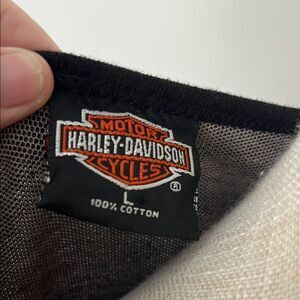 MOTOR
HARLEY-DAVIDSON
CYCLES
®
L
100% COTTON